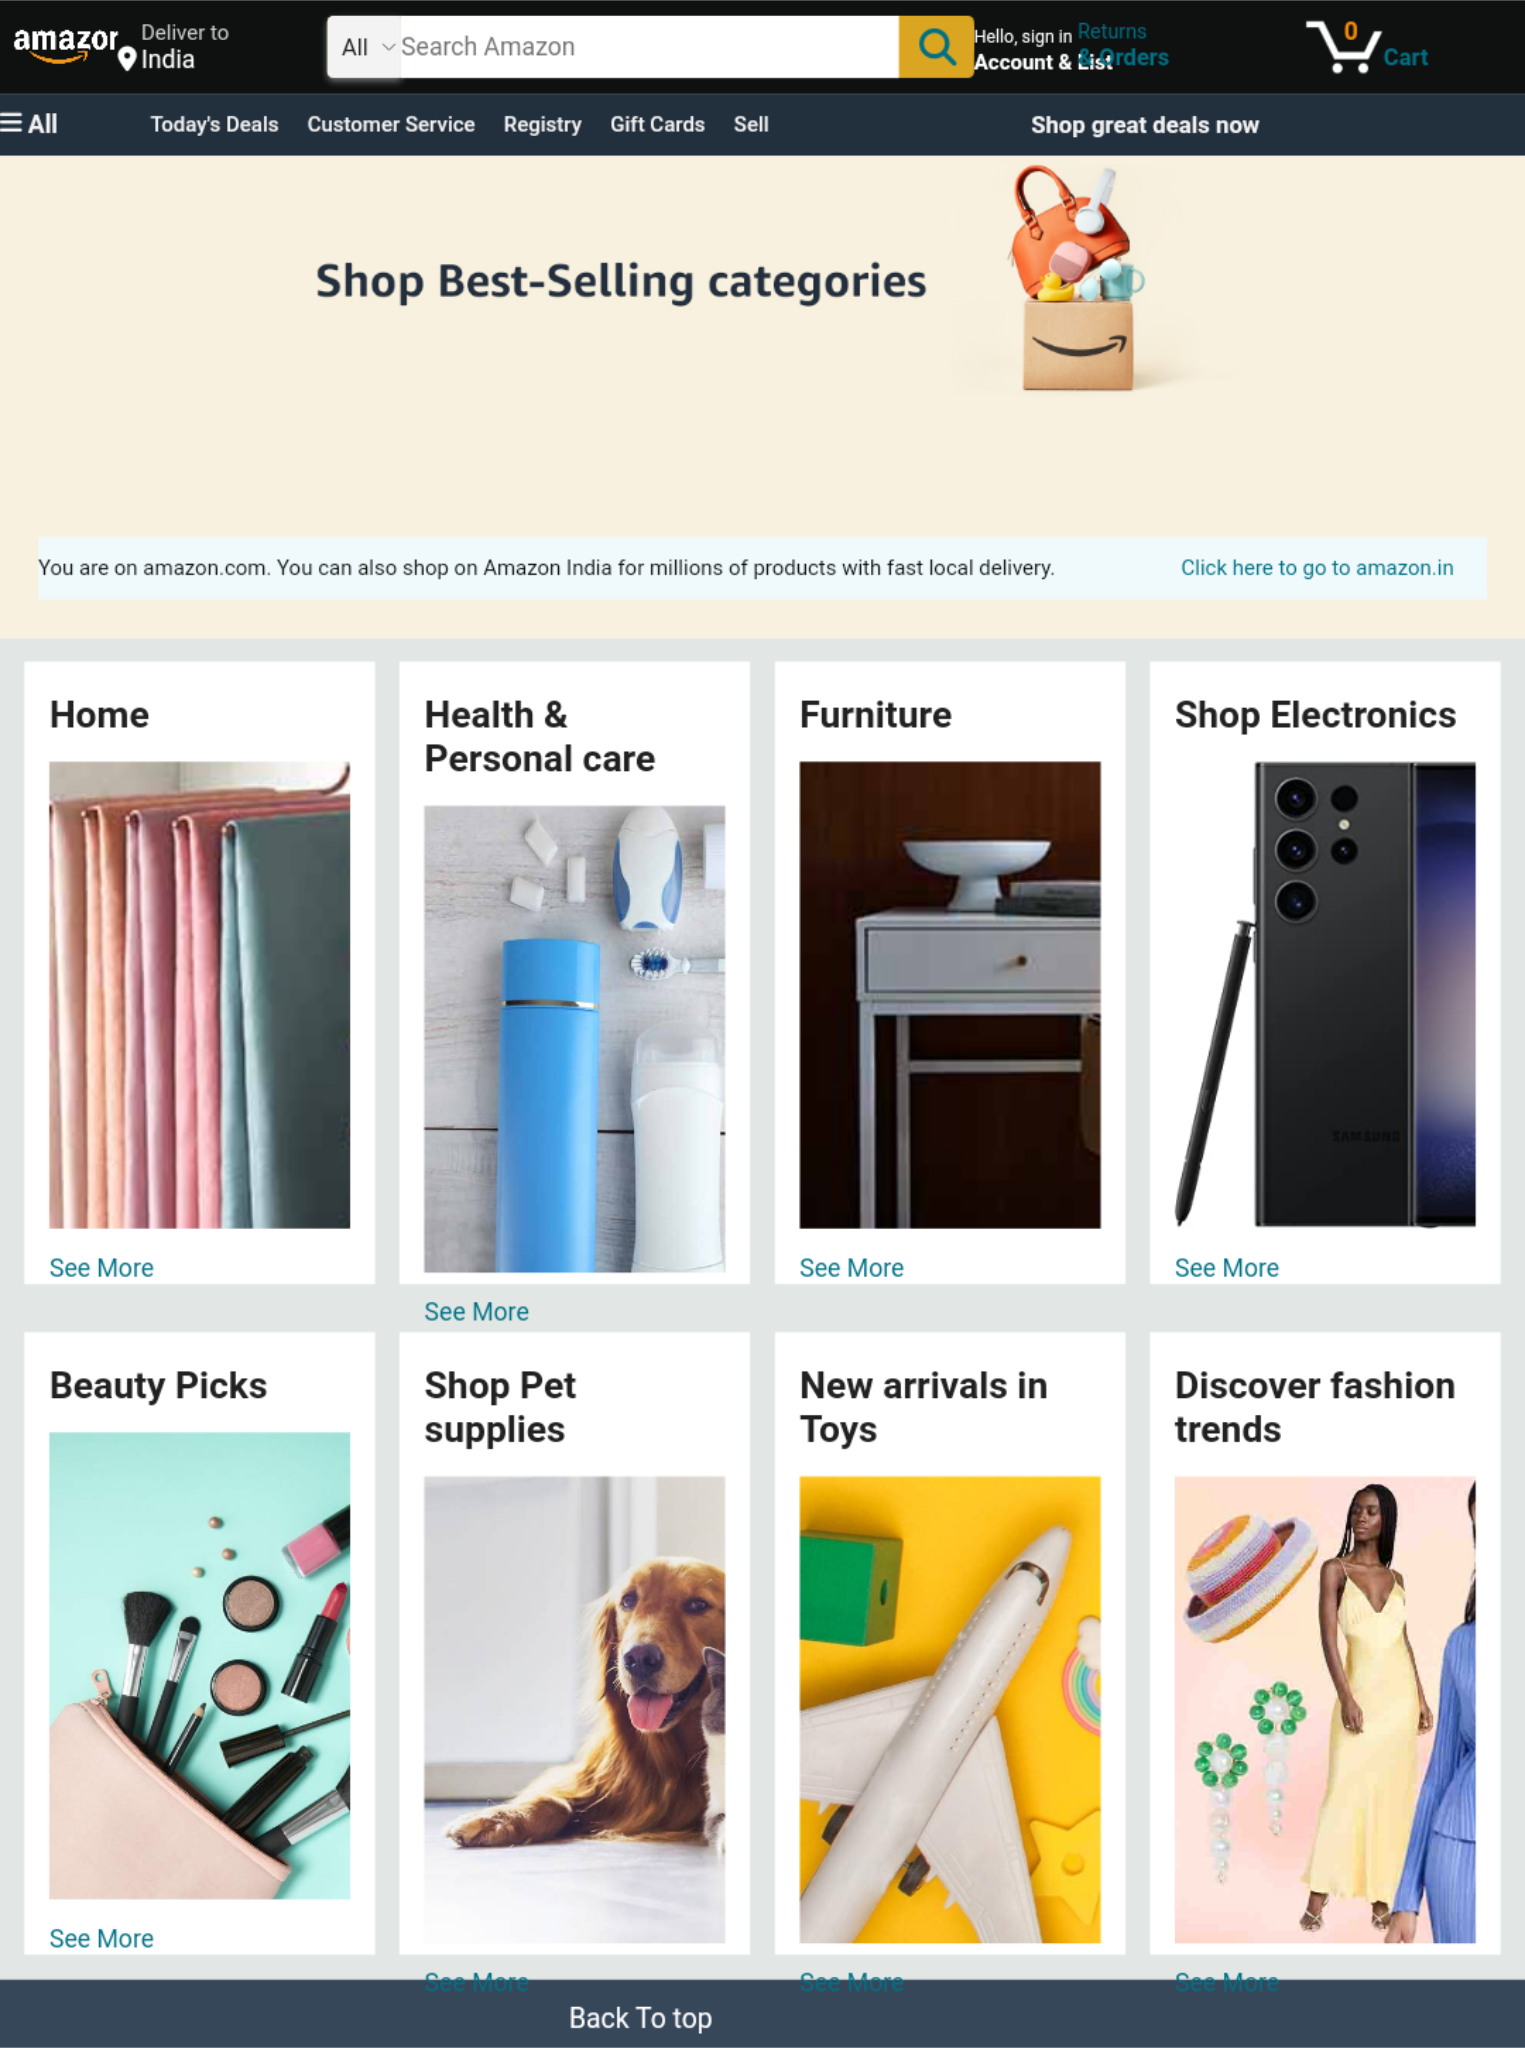 amazon
Deliver to
India
All
Search Amazon
Hello, sign in
Account & List
Returns
& Orders
0
Cart
All
Today's Deals
Customer Service
Registry
Gift Cards
Sell
Shop great deals now
Shop Best-Selling categories
You are on amazon.com. You can also shop on Amazon India for millions of products with fast local delivery.
Click here to go to amazon.in
Home
Health &
Personal care
Furniture
Shop Electronics
SAMSUNG
See More
See More
See More
See More
Beauty Picks
Shop Pet
supplies
New arrivals in
Toys
Discover fashion
trends
See More
See More
See More
See More
Back To top